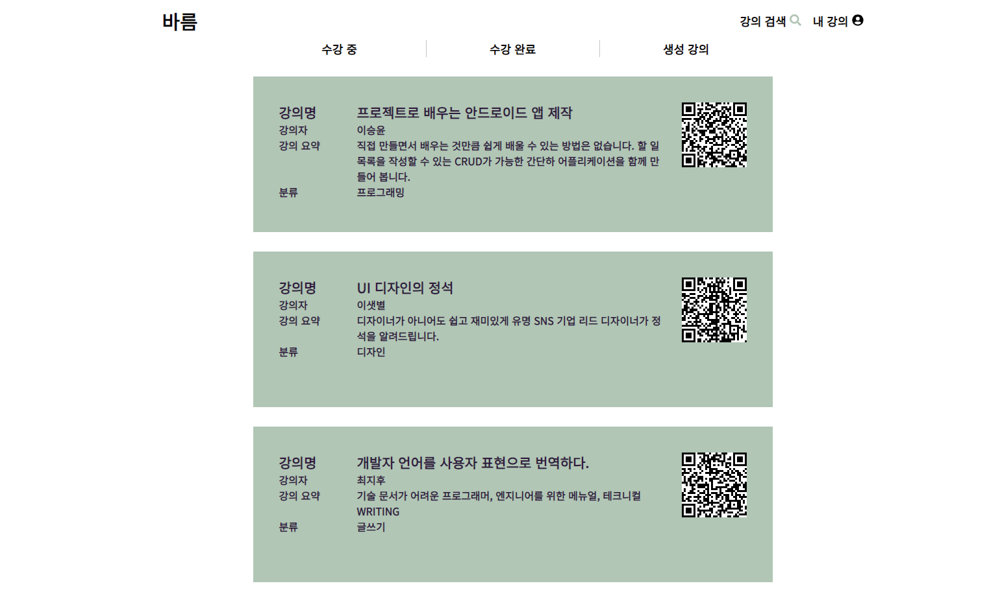 바름
강의 검색 내 강의
수강 중 수강 완료 생성 강의
강의명 프로젝트로 배우는 안드로이드 앱 제작
강의자 이승윤
강의 요약 직접 만들면서 배우는 것만큼 쉽게 배울 수 있는 방법은 없습니다. 할 일
목록을 작성할 수 있는 CRUD가 가능한 간단하 어플리케이션을 함께 만
들어 봅니다.
분류 프로그래밍
강의명 UI 디자인의 정석
강의자 이샛별
강의 요약 디자이너가 아니어도 쉽고 재미있게 유명 SNS 기업 리드 디자이너가 정
석을 알려드립니다.
분류 디자인
강의명 개발자 언어를 사용자 표현으로 번역하다.
강의자 최지후
강의 요약 기술 문서가 어려운 프로그래머, 엔지니어를 위한 메뉴얼, 테크니컬
WRITING
분류 글쓰기